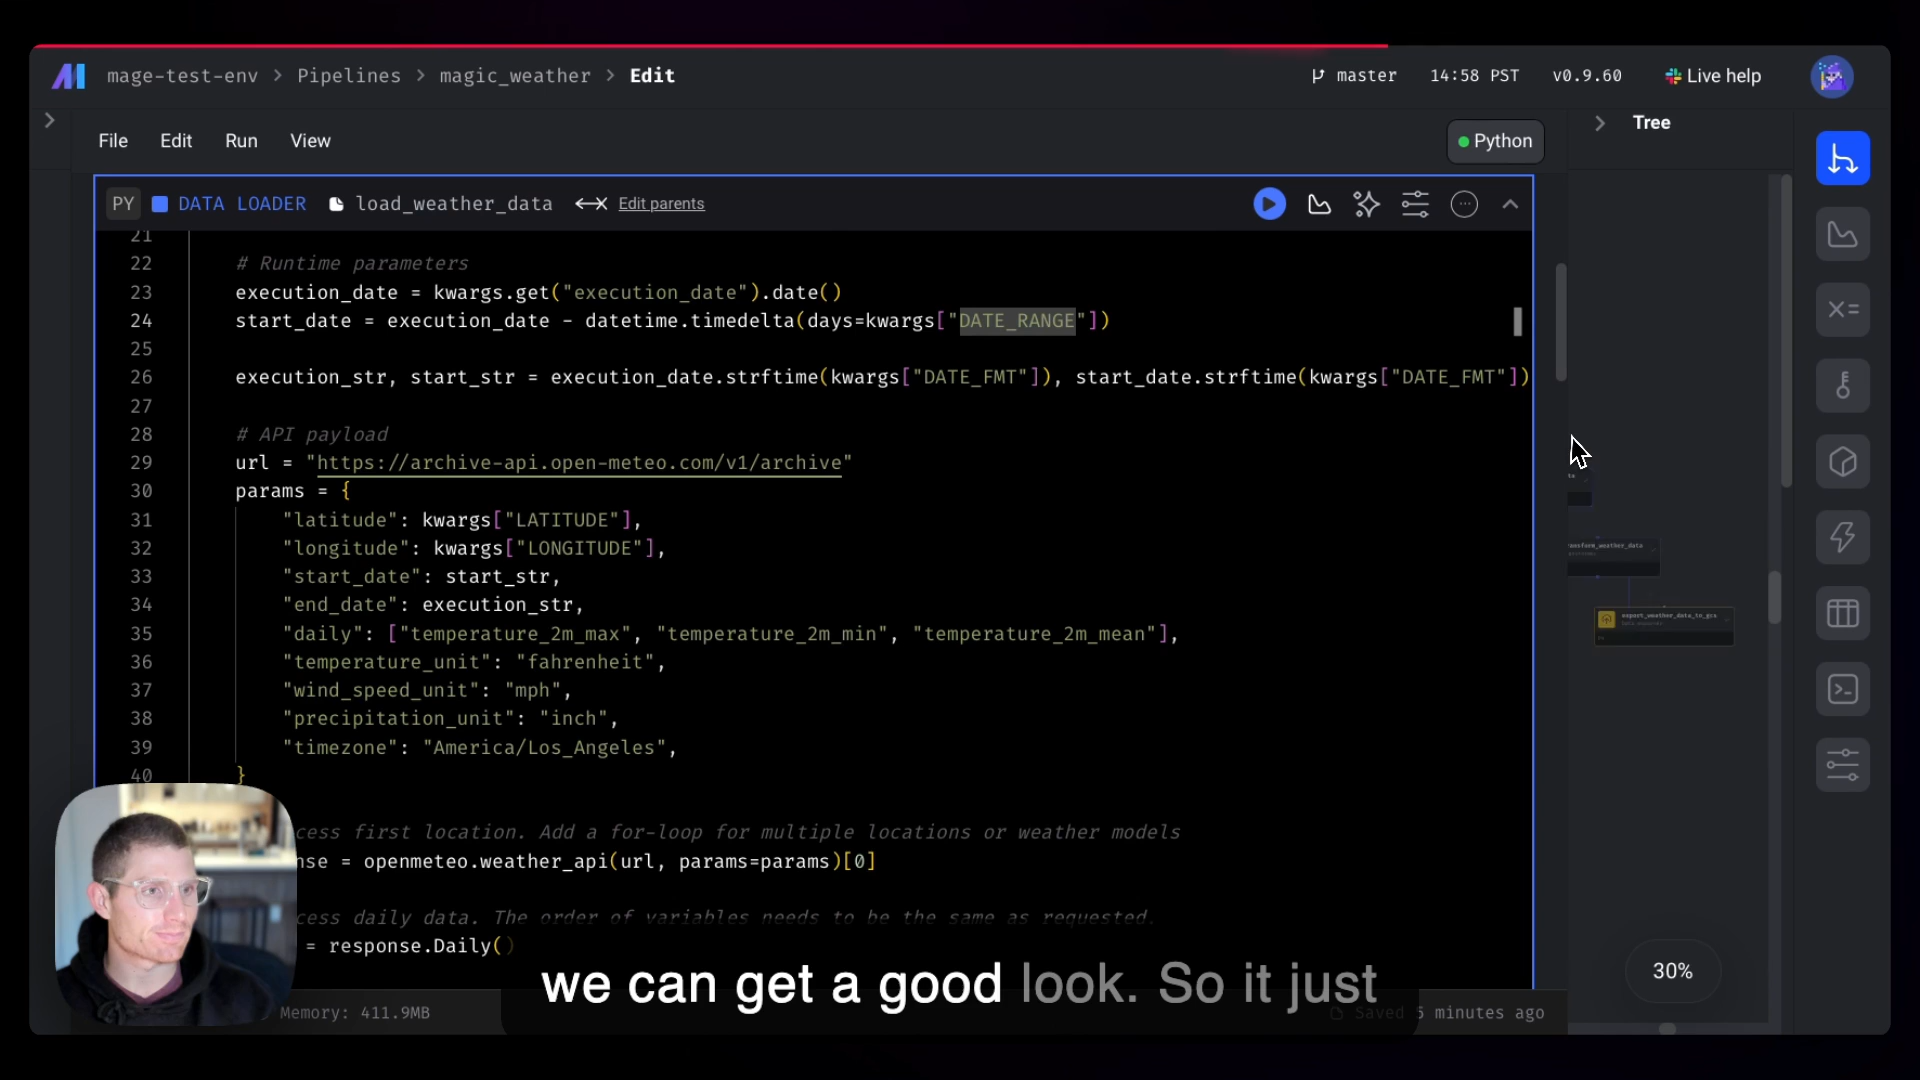 mage-test-env > Pipelines > magic_weather > Edit
master 14:58 PST v0.9.60 Live help
File Edit Run View
Python
Tree
PY DATA LOADER load_weather_data Edit parents
21
22 # Runtime parameters
23 execution_date = kwargs.get("execution_date").date()
24 start_date = execution_date - datetime.timedelta(days=kwargs["DATE_RANGE"])
25
26 execution_str, start_str = execution_date.strftime(kwargs["DATE_FMT"]), start_date.strftime(kwargs["DATE_FMT"])
27
28 # API payload
29 url = "https://archive-api.open-meteo.com/v1/archive"
30 params = {
31 "latitude": kwargs["LATITUDE"],
32 "longitude": kwargs["LONGITUDE"],
33 "start_date": start_str,
34 "end_date": execution_str,
35 "daily": ["temperature_2m_max", "temperature_2m_min", "temperature_2m_mean"],
36 "temperature_unit": "fahrenheit",
37 "wind_speed_unit": "mph",
38 "precipitation_unit": "inch",
39 "timezone": "America/Los_Angeles",
40 }
cess first location. Add a for-loop for multiple locations or weather models
nse = openmeteo.weather_api(url, params=params)[0]
cess daily data. The order of variables needs to be the same as requested.
= response.Daily()
ansform_weather_data
export_weather_data_to_gcs
30%
we can get a good look. So it just
Memory: 411.9MB
Saved 6 minutes ago